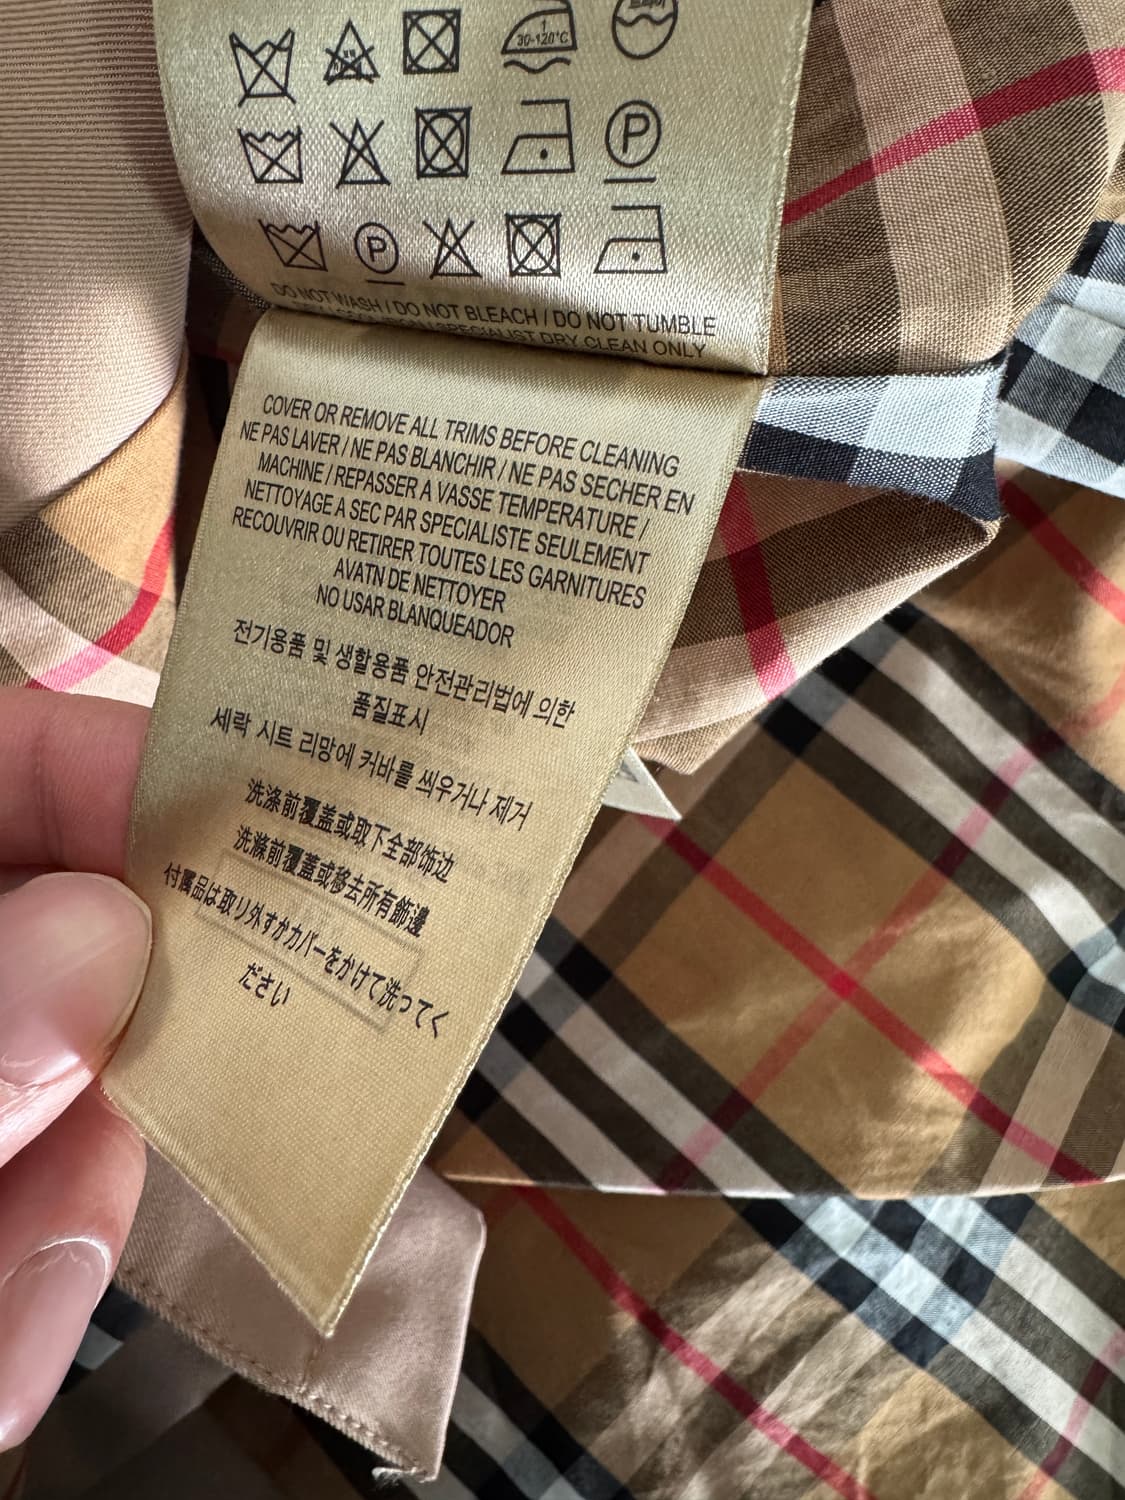 1
30-120°C
P
P
DO NOT WASH / DO NOT BLEACH / DO NOT TUMBLE
SPECIALIST DRY CLEAN ONLY
COVER OR REMOVE ALL TRIMS BEFORE CLEANING
NE PAS LAVER / NE PAS BLANCHIR / NE PAS SECHER EN
MACHINE / REPASSER A VASSE TEMPERATURE /
NETTOYAGE A SEC PAR SPECIALISTE SEULEMENT
RECOUVRIR OU RETIRER TOUTES LES GARNITURES
AVATN DE NETTOYER
NO USAR BLANQUEADOR
전기용품 및 생활용품 안전관리법에 의한
품질표시
세락 시트 리망에 커바를 씌우거나 제거
洗涤前覆盖或取下全部饰边
洗滌前覆蓋或移去所有飾邊
付属品は取り外すかカバーをかけて洗ってく
ださい